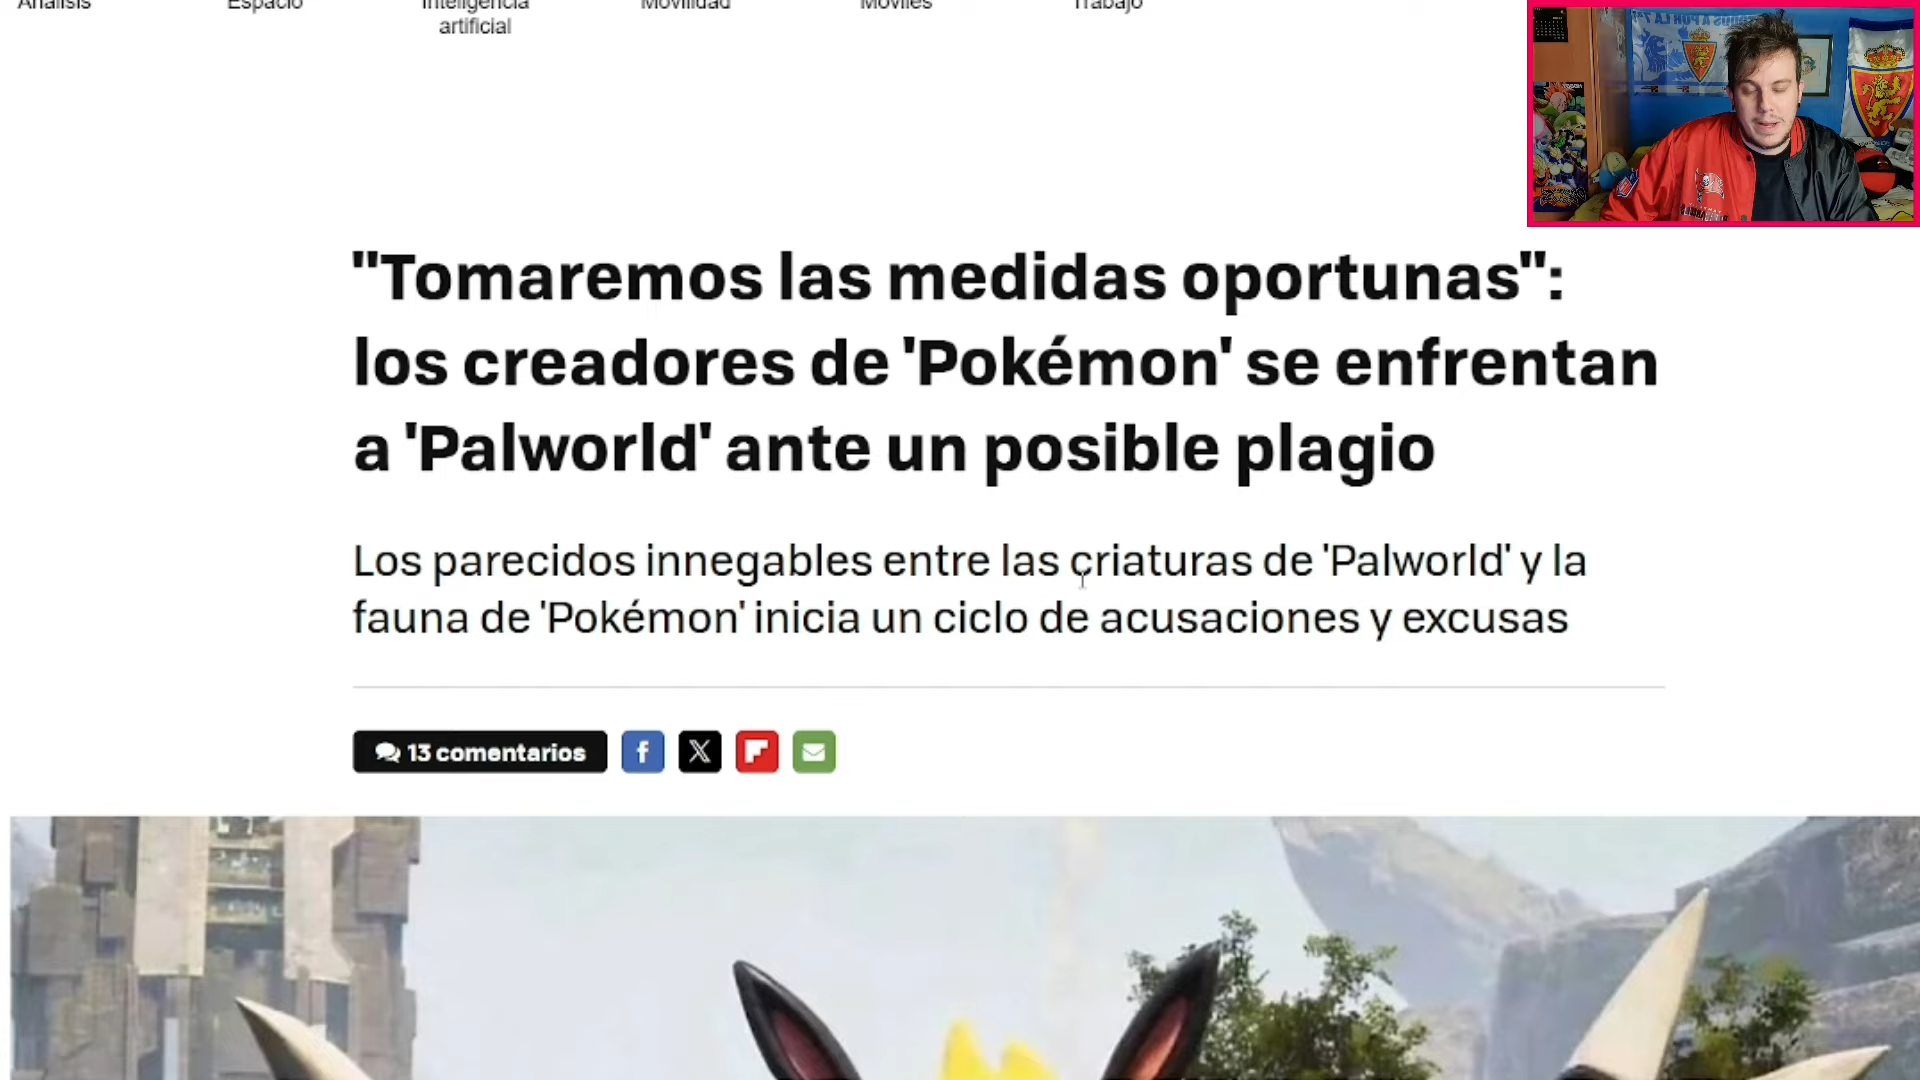 Análisis
Espacio
Inteligencia
artificial
Movilidad
Móviles
Trabajo
"Tomaremos las medidas oportunas":
los creadores de 'Pokémon' se enfrentan
a 'Palworld' ante un posible plagio
Los parecidos innegables entre las criaturas de 'Palworld' y la
fauna de 'Pokémon' inicia un ciclo de acusaciones y excusas
13 comentarios